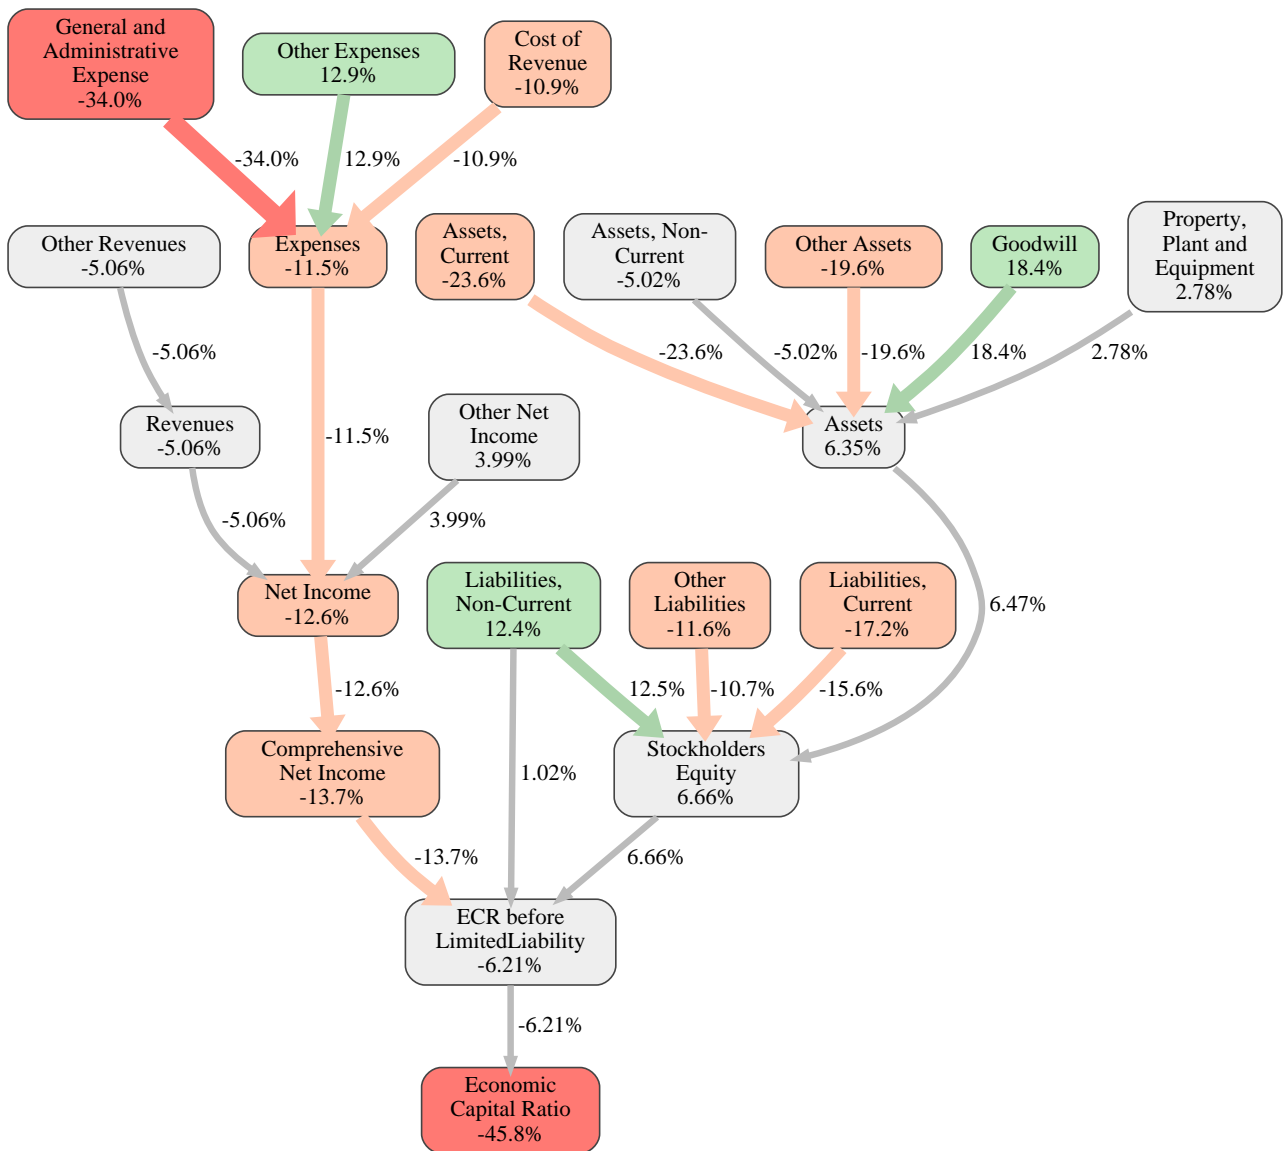 General and
Administrative
Expense
-34.0%
Other Expenses
12.9%
Cost of
Revenue
-10.9%
-34.0%
12.9%
-10.9%
Other Revenues
-5.06%
Expenses
-11.5%
Assets,
Current
-23.6%
Assets, Non-
Current
-5.02%
Other Assets
-19.6%
Goodwill
18.4%
Property,
Plant and
Equipment
2.78%
-5.06%
-23.6%
-5.02%
-19.6%
18.4%
2.78%
Revenues
-5.06%
-11.5%
Other Net
Income
3.99%
Assets
6.35%
-5.06%
3.99%
Net Income
-12.6%
Liabilities,
Non-Current
12.4%
Other
Liabilities
-11.6%
Liabilities,
Current
-17.2%
6.47%
-12.6%
12.5%
-10.7%
-15.6%
Comprehensive
Net Income
-13.7%
1.02%
Stockholders
Equity
6.66%
-13.7%
6.66%
ECR before
LimitedLiability
-6.21%
-6.21%
Economic
Capital Ratio
-45.8%